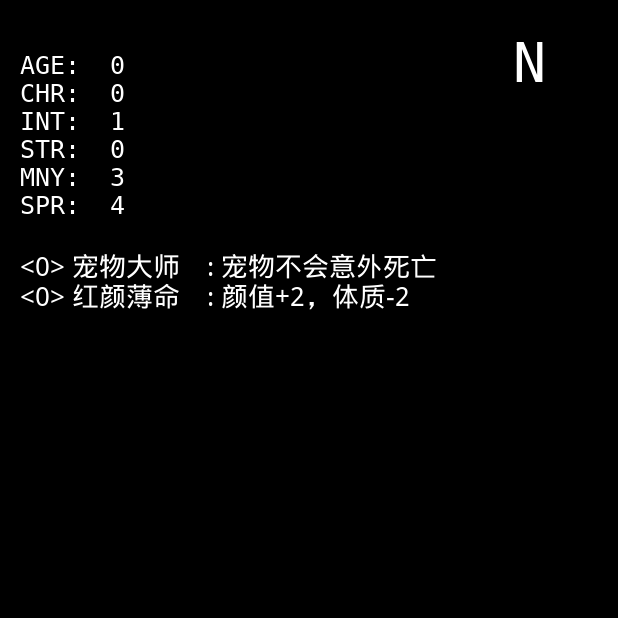 N
AGE: 0
CHR: 0
INT: 1
STR: 0
MNY: 3
SPR: 4
<O> 宠物大师 : 宠物不会意外死亡
<O> 红颜薄命 : 颜值+2，体质-2